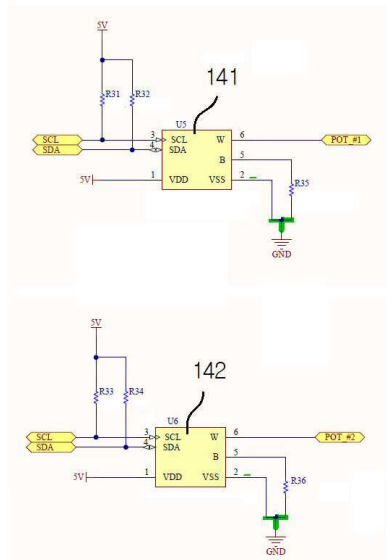 5V
141
R31 R32
U5
SCL 3 SCL W 6 POT_#1
SDA 4 SDA
B 5
5V 1 VDD VSS 2 R35
GND
5V
142
R33 R34
U6
SCL 3 SCL W 6 POT_#2
SDA 4 SDA
B 5
5V 1 VDD VSS 2 R36
GND